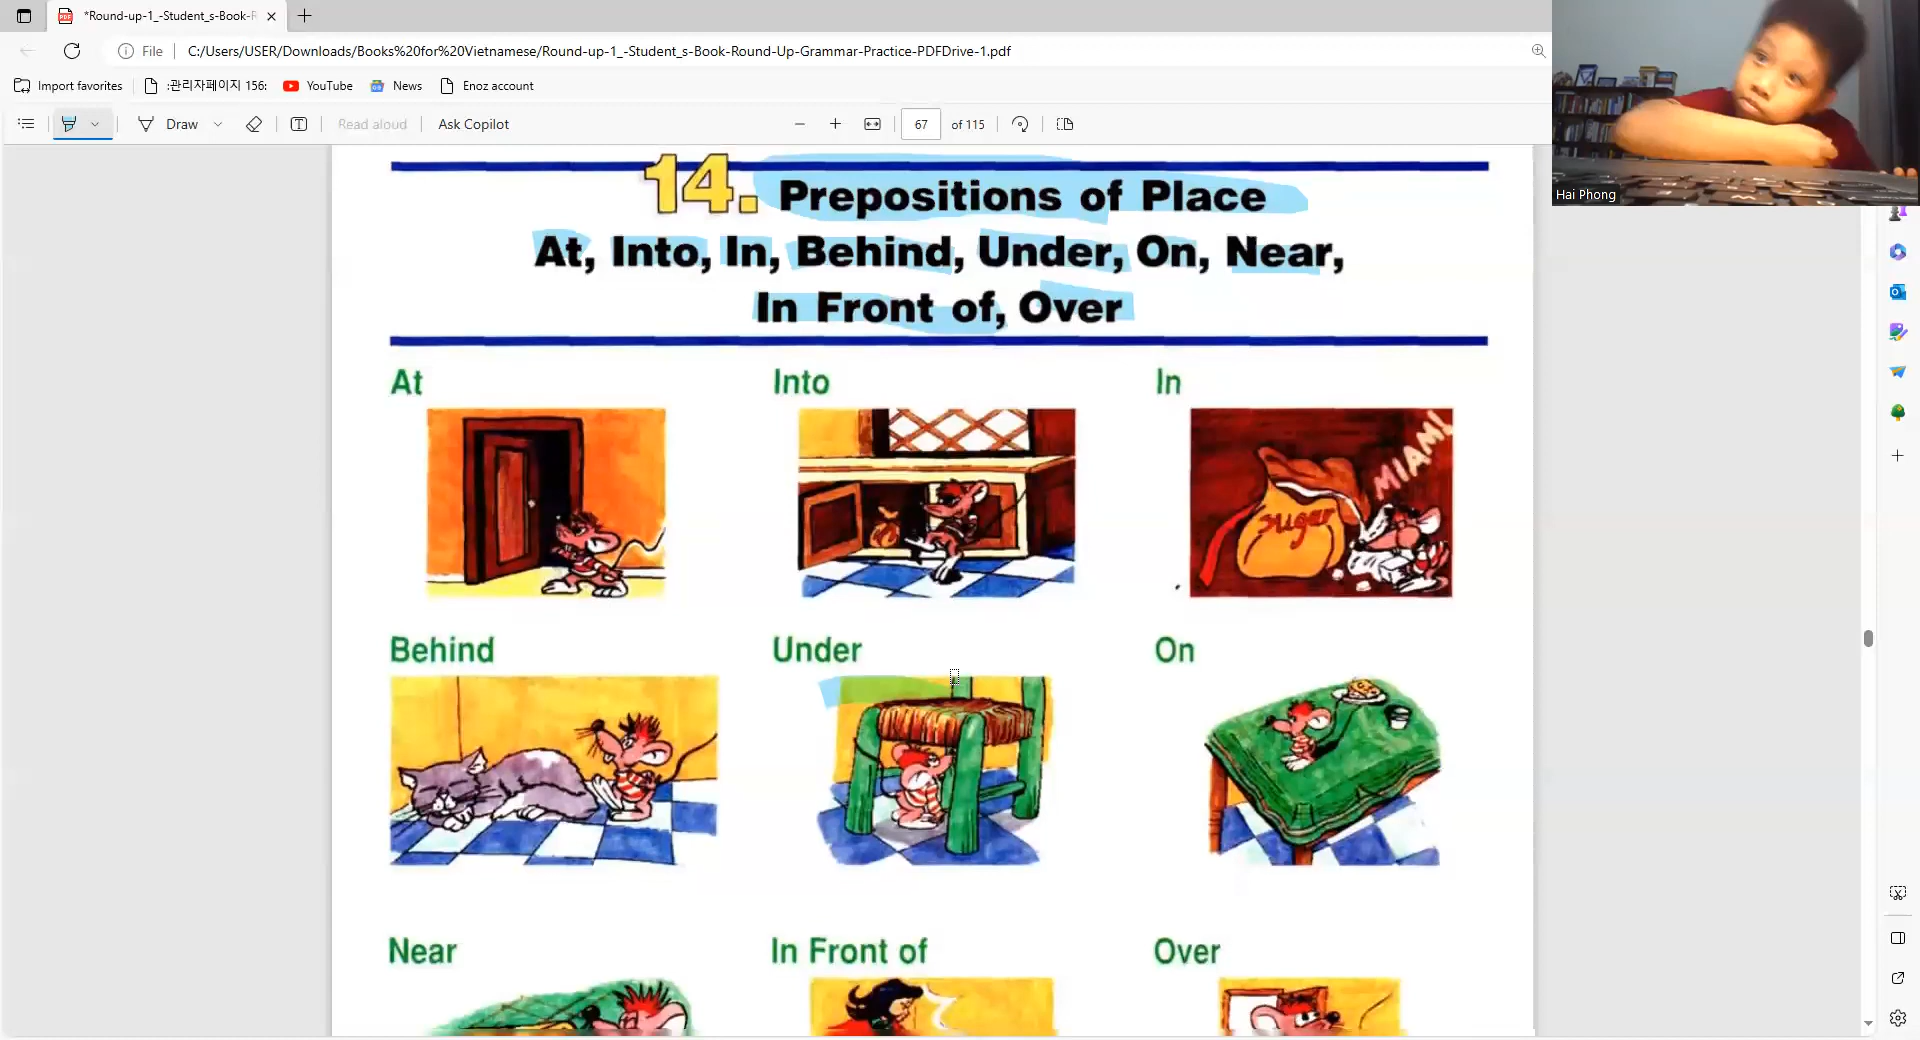 *Round-up-1_-Student_s-Book-R
File
C:/Users/USER/Downloads/Books%20for%20Vietnamese/Round-up-1_-Student_s-Book-Round-Up-Grammar-Practice-PDFDrive-1.pdf
Import favorites
:관리자페이지 156:
YouTube
News
Enoz account
Draw
Read aloud
Ask Copilot
67
of 115
Hai Phong
14. Prepositions of Place
At, Into, In, Behind, Under, On, Near,
In Front of, Over
At
Into
In
MIAM!
Sugar
Behind
Under
On
Near
In Front of
Over